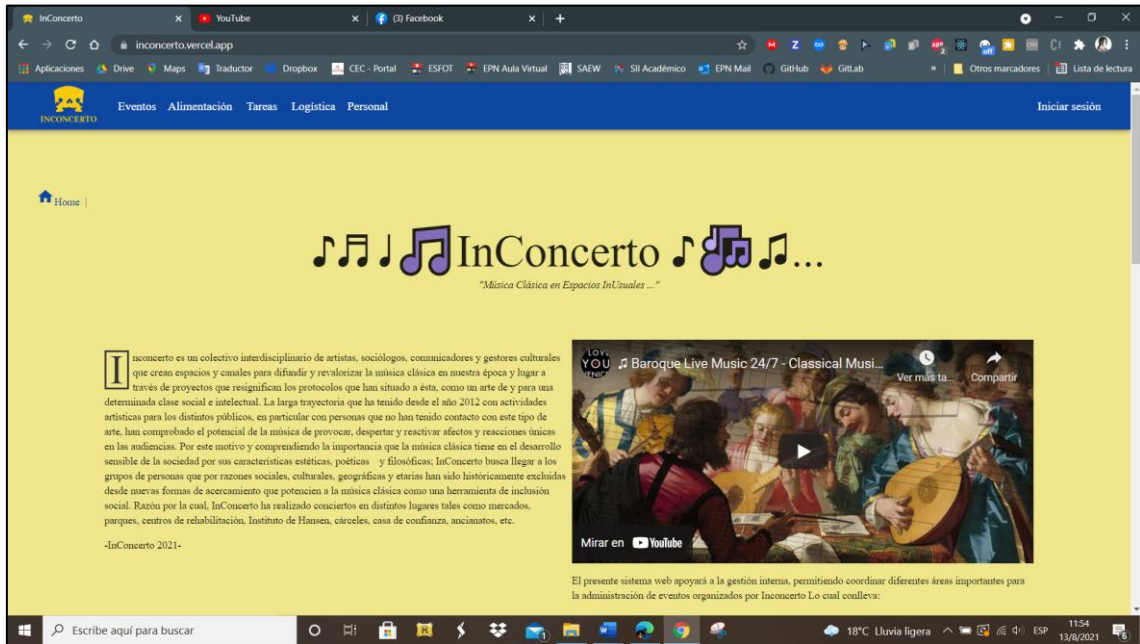 InConcerto
YouTube
(3) Facebook
inconcerto.vercel.app
Aplicaciones Drive Maps Traductor Dropbox CEC - Portal ESFOT EPN Aula Virtual SAEW SII Académico EPN Mail GitHub GitLab » Otros marcadores Lista de lectura
INCONCERTO
Eventos Alimentación Tareas Logística Personal
Iniciar sesión
Home |
InConcerto ...
"Música Clásica en Espacios InUsuales ..."
Inconcerto es un colectivo interdisciplinario de artistas, sociólogos, comunicadores y gestores culturales
que crean espacios y canales para difundir y revalorizar la música clásica en nuestra época y lugar a
través de proyectos que resignifican los protocolos que han situado a ésta, como un arte de y para una
determinada clase social e intelectual. La larga trayectoria que ha tenido desde el año 2012 con actividades
artísticas para los distintos públicos, en particular con personas que no han tenido contacto con este tipo de
arte, han comprobado el potencial de la música de provocar, despertar y reactivar afectos y reacciones únicas
en las audiencias. Por este motivo y comprendiendo la importancia que la música clásica tiene en el desarrollo
sensible de la sociedad por sus características estéticas, poéticas y filosóficas; InConcerto busca llegar a los
grupos de personas que por razones sociales, culturales, geográficas y etarias han sido históricamente excluidas
desde nuevas formas de acercamiento que potencien a la música clásica como una herramienta de inclusión
social. Razón por la cual, InConcerto ha realizado conciertos en distintos lugares tales como mercados,
parques, centros de rehabilitación, Instituto de Hansen, cárceles, casa de confianza, ancianatos, etc.
-InConcerto 2021-
LOVE
YOU
VENICE
♫ Baroque Live Music 24/7 - Classical Musi...
Ver más ta...
Compartir
Mirar en YouTube
El presente sistema web apoyará a la gestión interna, permitiendo coordinar diferentes áreas importantes para
la administración de eventos organizados por Inconcerto Lo cual conlleva:
Escribe aquí para buscar
18°C Lluvia ligera
ESP
11:54
13/8/2021